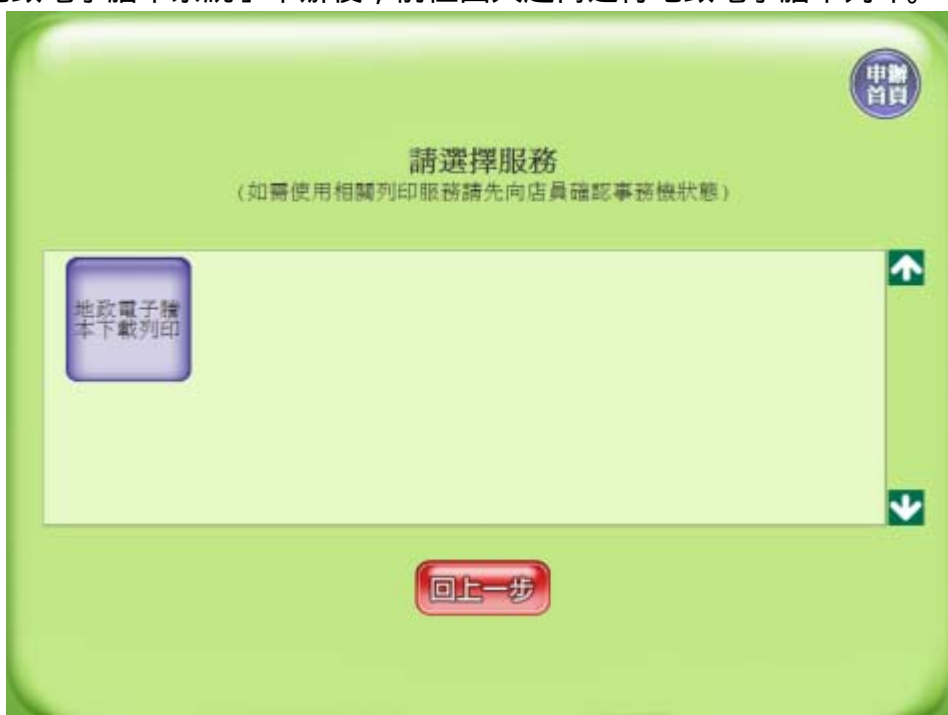 申辦
首頁
請選擇服務
(如需使用相關列印服務請先向店員確認事務機狀態)
地政電子謄
本下載列印
回上一步